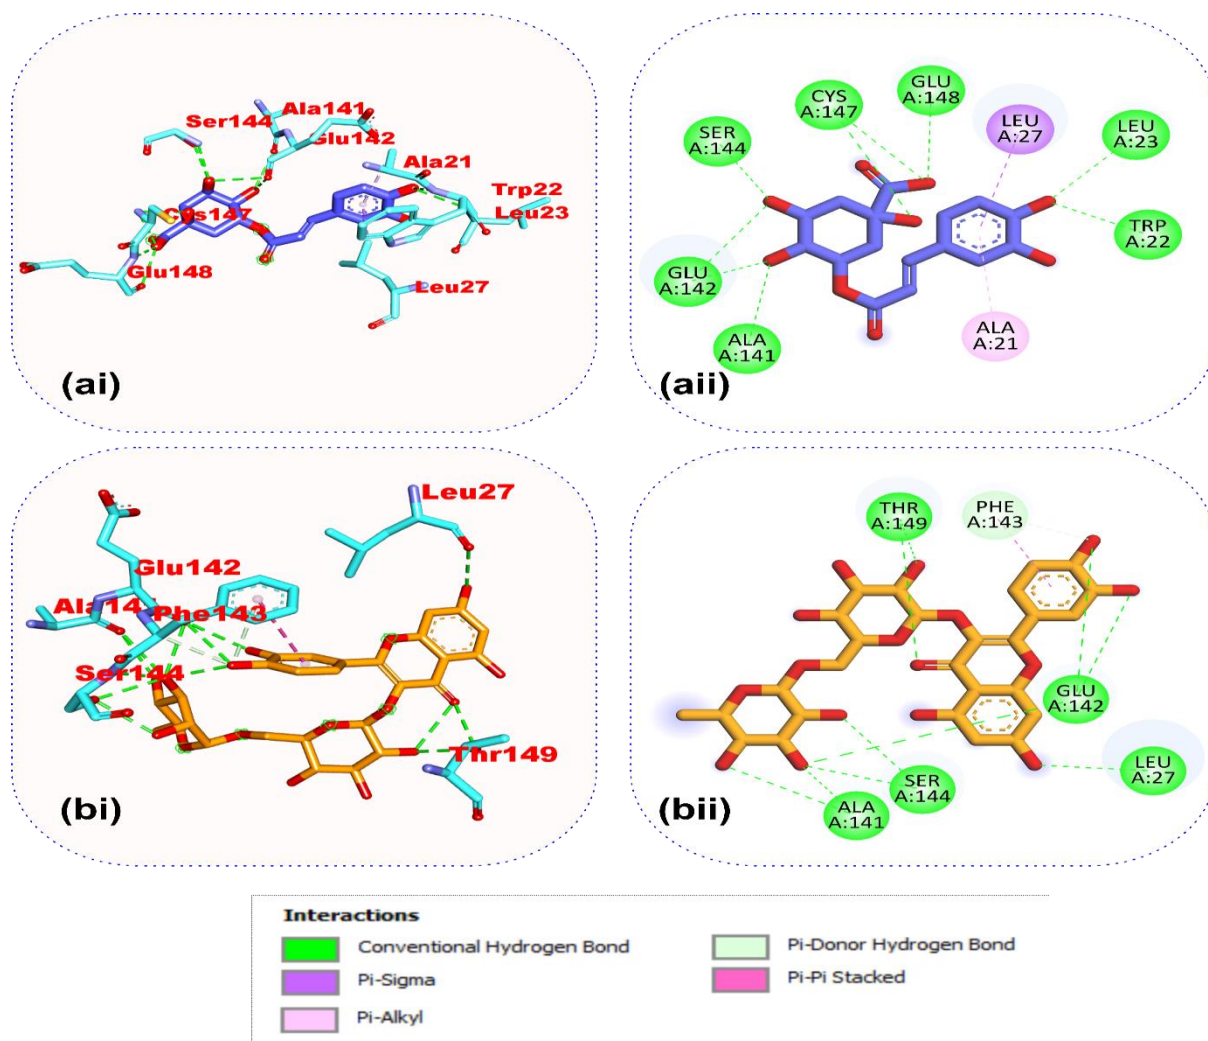 Ala141
Ser144
Glu142
Ala21
Trp22
Leu23
Cys147
Glu148
Leu27
(ai)
GLU
A:148
CYS
A:147
LEU
A:27
LEU
A:23
SER
A:144
TRP
A:22
GLU
A:142
ALA
A:141
ALA
A:21
(aii)
Leu27
Glu142
Ala14
Phe143
Ser144
Thr149
(bi)
THR
A:149
PHE
A:143
GLU
A:142
LEU
A:27
SER
A:144
ALA
A:141
(bii)
Interactions
Conventional Hydrogen Bond
Pi-Sigma
Pi-Alkyl
Pi-Donor Hydrogen Bond
Pi-Pi Stacked